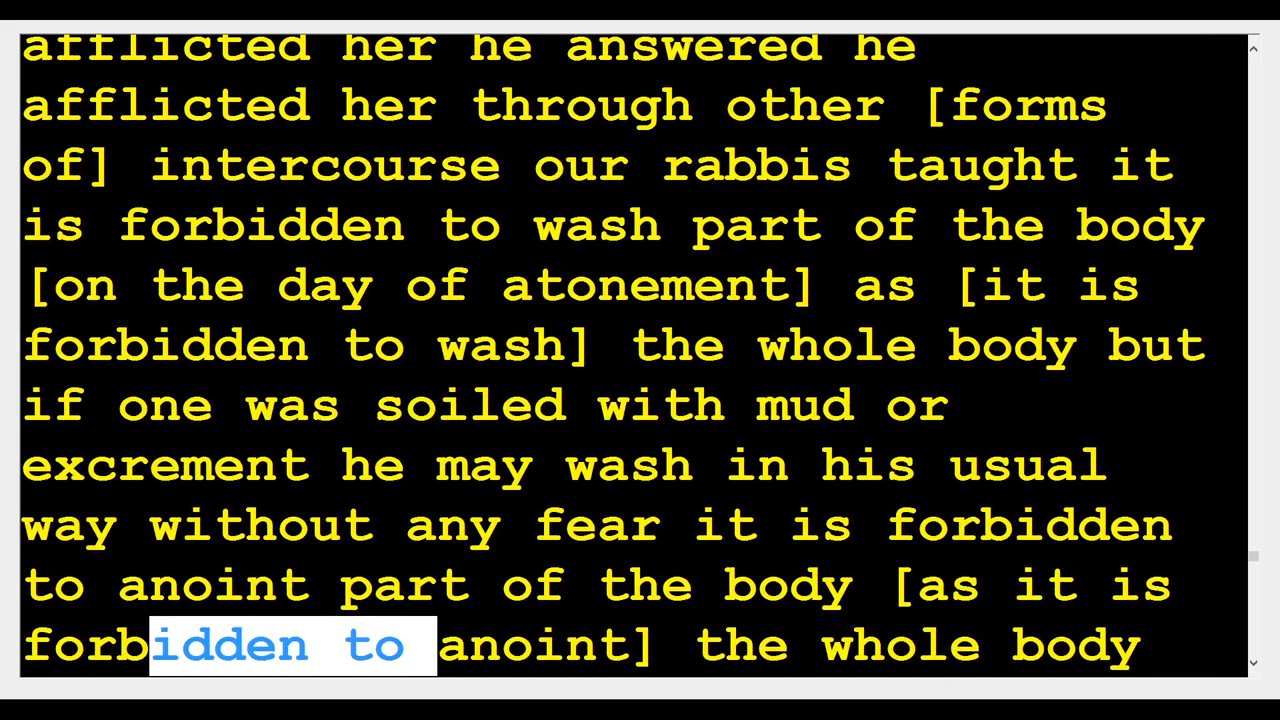 afflicted her he answered he
afflicted her through other [forms
of] intercourse our rabbis taught it
is forbidden to wash part of the body
[on the day of atonement] as [it is
forbidden to wash] the whole body but
if one was soiled with mud or
excrement he may wash in his usual
way without any fear it is forbidden
to anoint part of the body [as it is
forbidden to anoint] the whole body